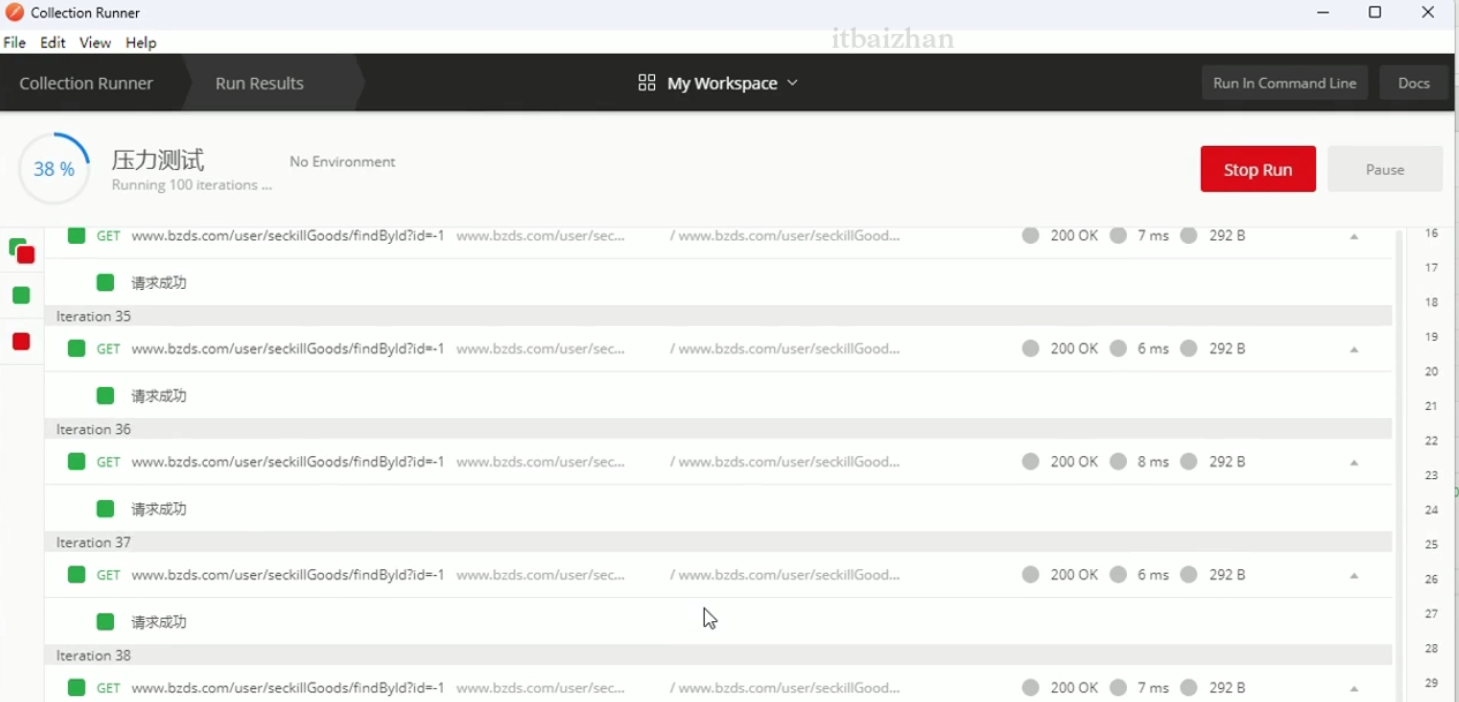 Collection Runner
itbaizhan
File Edit View Help
Collection Runner Run Results My Workspace Run In Command Line Docs
38 % 压力测试 No Environment Stop Run Pause
Running 100 iterations ...
GET www.bzds.com/user/seckillGoods/findById?id=-1 www.bzds.com/user/sec... / www.bzds.com/user/seckillGood... 200 OK 7 ms 292 B 16
请求成功
17
18
Iteration 35
19
GET www.bzds.com/user/seckillGoods/findById?id=-1 www.bzds.com/user/sec... / www.bzds.com/user/seckillGood... 200 OK 6 ms 292 B
20
请求成功
21
Iteration 36
22
GET www.bzds.com/user/seckillGoods/findById?id=-1 www.bzds.com/user/sec... / www.bzds.com/user/seckillGood... 200 OK 8 ms 292 B
23
请求成功 24
Iteration 37 25
GET www.bzds.com/user/seckillGoods/findById?id=-1 www.bzds.com/user/sec... / www.bzds.com/user/seckillGood... 200 OK 6 ms 292 B 26
请求成功 27
Iteration 38 28
GET www.bzds.com/user/seckillGoods/findById?id=-1 www.bzds.com/user/sec... / www.bzds.com/user/seckillGood... 200 OK 7 ms 292 B 29